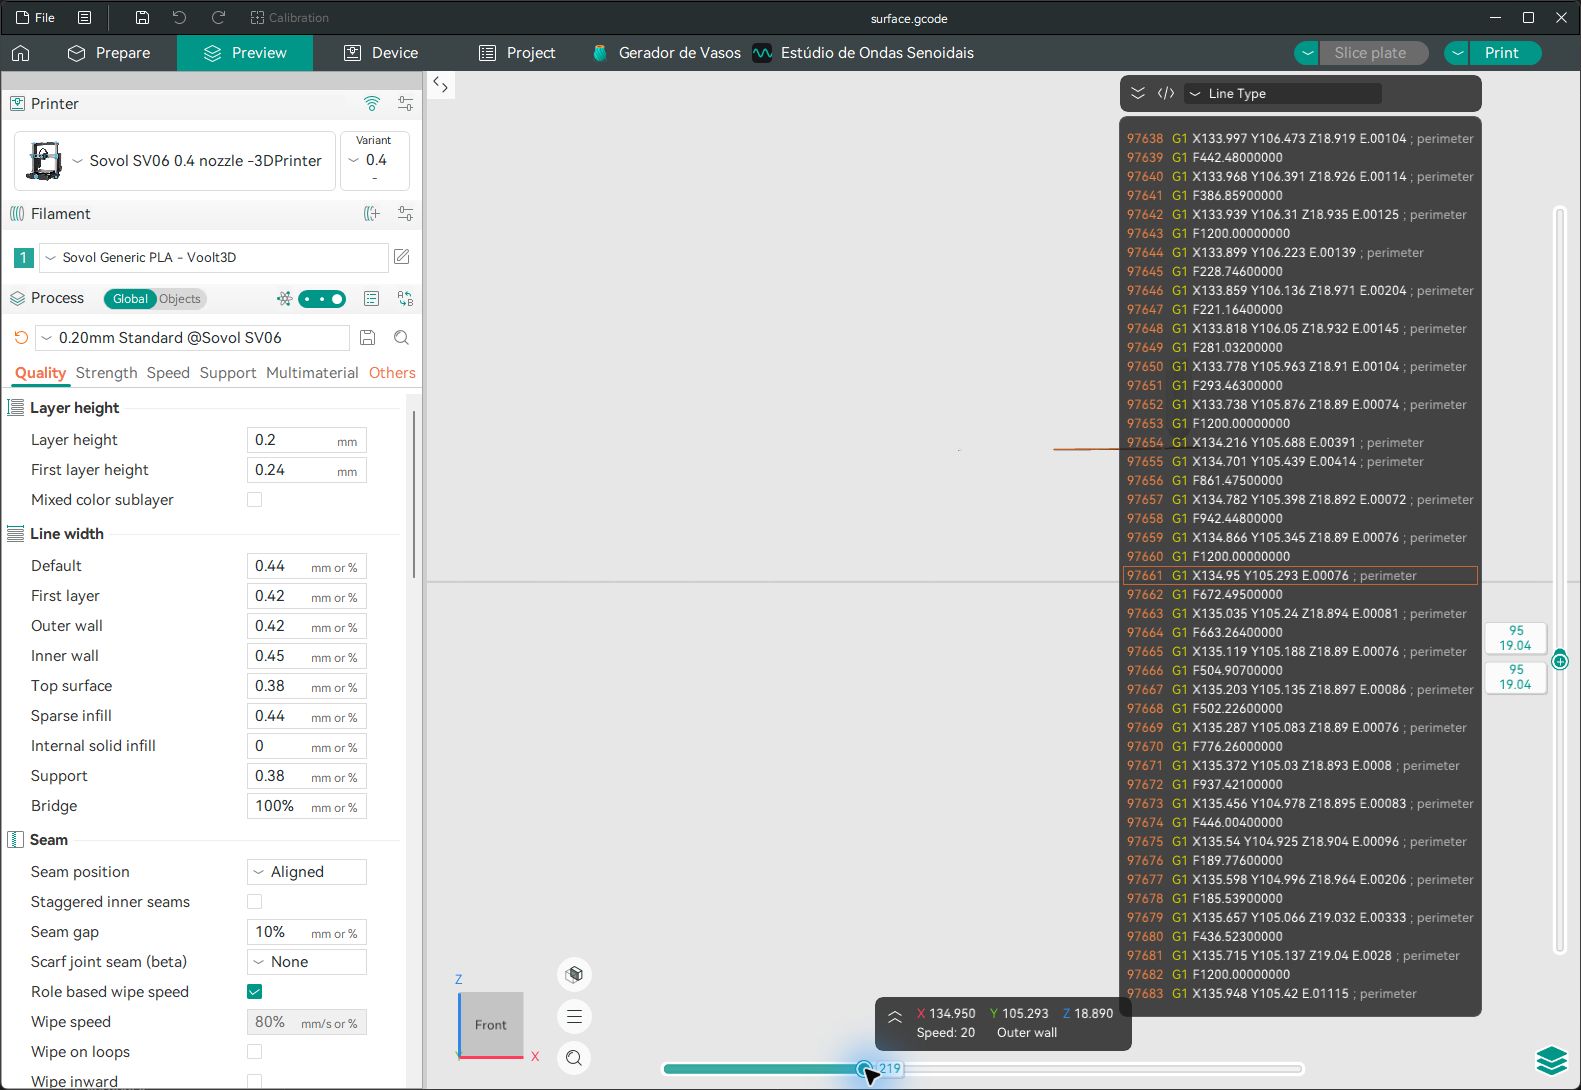 File
Calibration
surface.gcode
Prepare
Preview
Device
Project
Gerador de Vasos
Estúdio de Ondas Senoidais
Slice plate
Print
Printer
Sovol SV06 0.4 nozzle -3DPrinter
Variant
0.4
-
Filament
1
Sovol Generic PLA - Voolt3D
Process
Global
Objects
0.20mm Standard @Sovol SV06
Quality
Strength
Speed
Support
Multimaterial
Others
Layer height
Layer height 0.2 mm
First layer height 0.24 mm
Mixed color sublayer
Line width
Default 0.44 mm or %
First layer 0.42 mm or %
Outer wall 0.42 mm or %
Inner wall 0.45 mm or %
Top surface 0.38 mm or %
Sparse infill 0.44 mm or %
Internal solid infill 0 mm or %
Support 0.38 mm or %
Bridge 100% mm or %
Seam
Seam position Aligned
Staggered inner seams
Seam gap 10% mm or %
Scarf joint seam (beta) None
Role based wipe speed
Wipe speed 80% mm/s or %
Wipe on loops
Wipe inward
Line Type
97638 G1 X133.997 Y106.473 Z18.919 E.00104 ; perimeter
97639 G1 F442.48000000
97640 G1 X133.968 Y106.391 Z18.926 E.00114 ; perimeter
97641 G1 F386.85900000
97642 G1 X133.939 Y106.31 Z18.935 E.00125 ; perimeter
97643 G1 F1200.00000000
97644 G1 X133.899 Y106.223 E.00139 ; perimeter
97645 G1 F228.74600000
97646 G1 X133.859 Y106.136 Z18.971 E.00204 ; perimeter
97647 G1 F221.16400000
97648 G1 X133.818 Y106.05 Z18.932 E.00145 ; perimeter
97649 G1 F281.03200000
97650 G1 X133.778 Y105.963 Z18.91 E.00104 ; perimeter
97651 G1 F293.46300000
97652 G1 X133.738 Y105.876 Z18.89 E.00074 ; perimeter
97653 G1 F1200.00000000
97654 G1 X134.216 Y105.688 E.00391 ; perimeter
97655 G1 X134.701 Y105.439 E.00414 ; perimeter
97656 G1 F861.47500000
97657 G1 X134.782 Y105.398 Z18.892 E.00072 ; perimeter
97658 G1 F942.44800000
97659 G1 X134.866 Y105.345 Z18.89 E.00076 ; perimeter
97660 G1 F1200.00000000
97661 G1 X134.95 Y105.293 E.00076 ; perimeter
97662 G1 F672.49500000
97663 G1 X135.035 Y105.24 Z18.894 E.00081 ; perimeter
97664 G1 F663.26400000
97665 G1 X135.119 Y105.188 Z18.89 E.00076 ; perimeter
97666 G1 F504.90700000
97667 G1 X135.203 Y105.135 Z18.897 E.00086 ; perimeter
97668 G1 F502.22600000
97669 G1 X135.287 Y105.083 Z18.89 E.00076 ; perimeter
97670 G1 F776.26000000
97671 G1 X135.372 Y105.03 Z18.893 E.0008 ; perimeter
97672 G1 F937.42100000
97673 G1 X135.456 Y104.978 Z18.895 E.00083 ; perimeter
97674 G1 F446.00400000
97675 G1 X135.54 Y104.925 Z18.904 E.00096 ; perimeter
97676 G1 F189.77600000
97677 G1 X135.598 Y104.996 Z18.964 E.00206 ; perimeter
97678 G1 F185.53900000
97679 G1 X135.657 Y105.066 Z19.032 E.00333 ; perimeter
97680 G1 F436.52300000
97681 G1 X135.715 Y105.137 Z19.04 E.0028 ; perimeter
97682 G1 F1200.00000000
97683 G1 X135.948 Y105.42 E.01115 ; perimeter
95
19.04
95
19.04
Z
Front
Y
X
X 134.950 Y 105.293 Z 18.890
Speed: 20 Outer wall
219